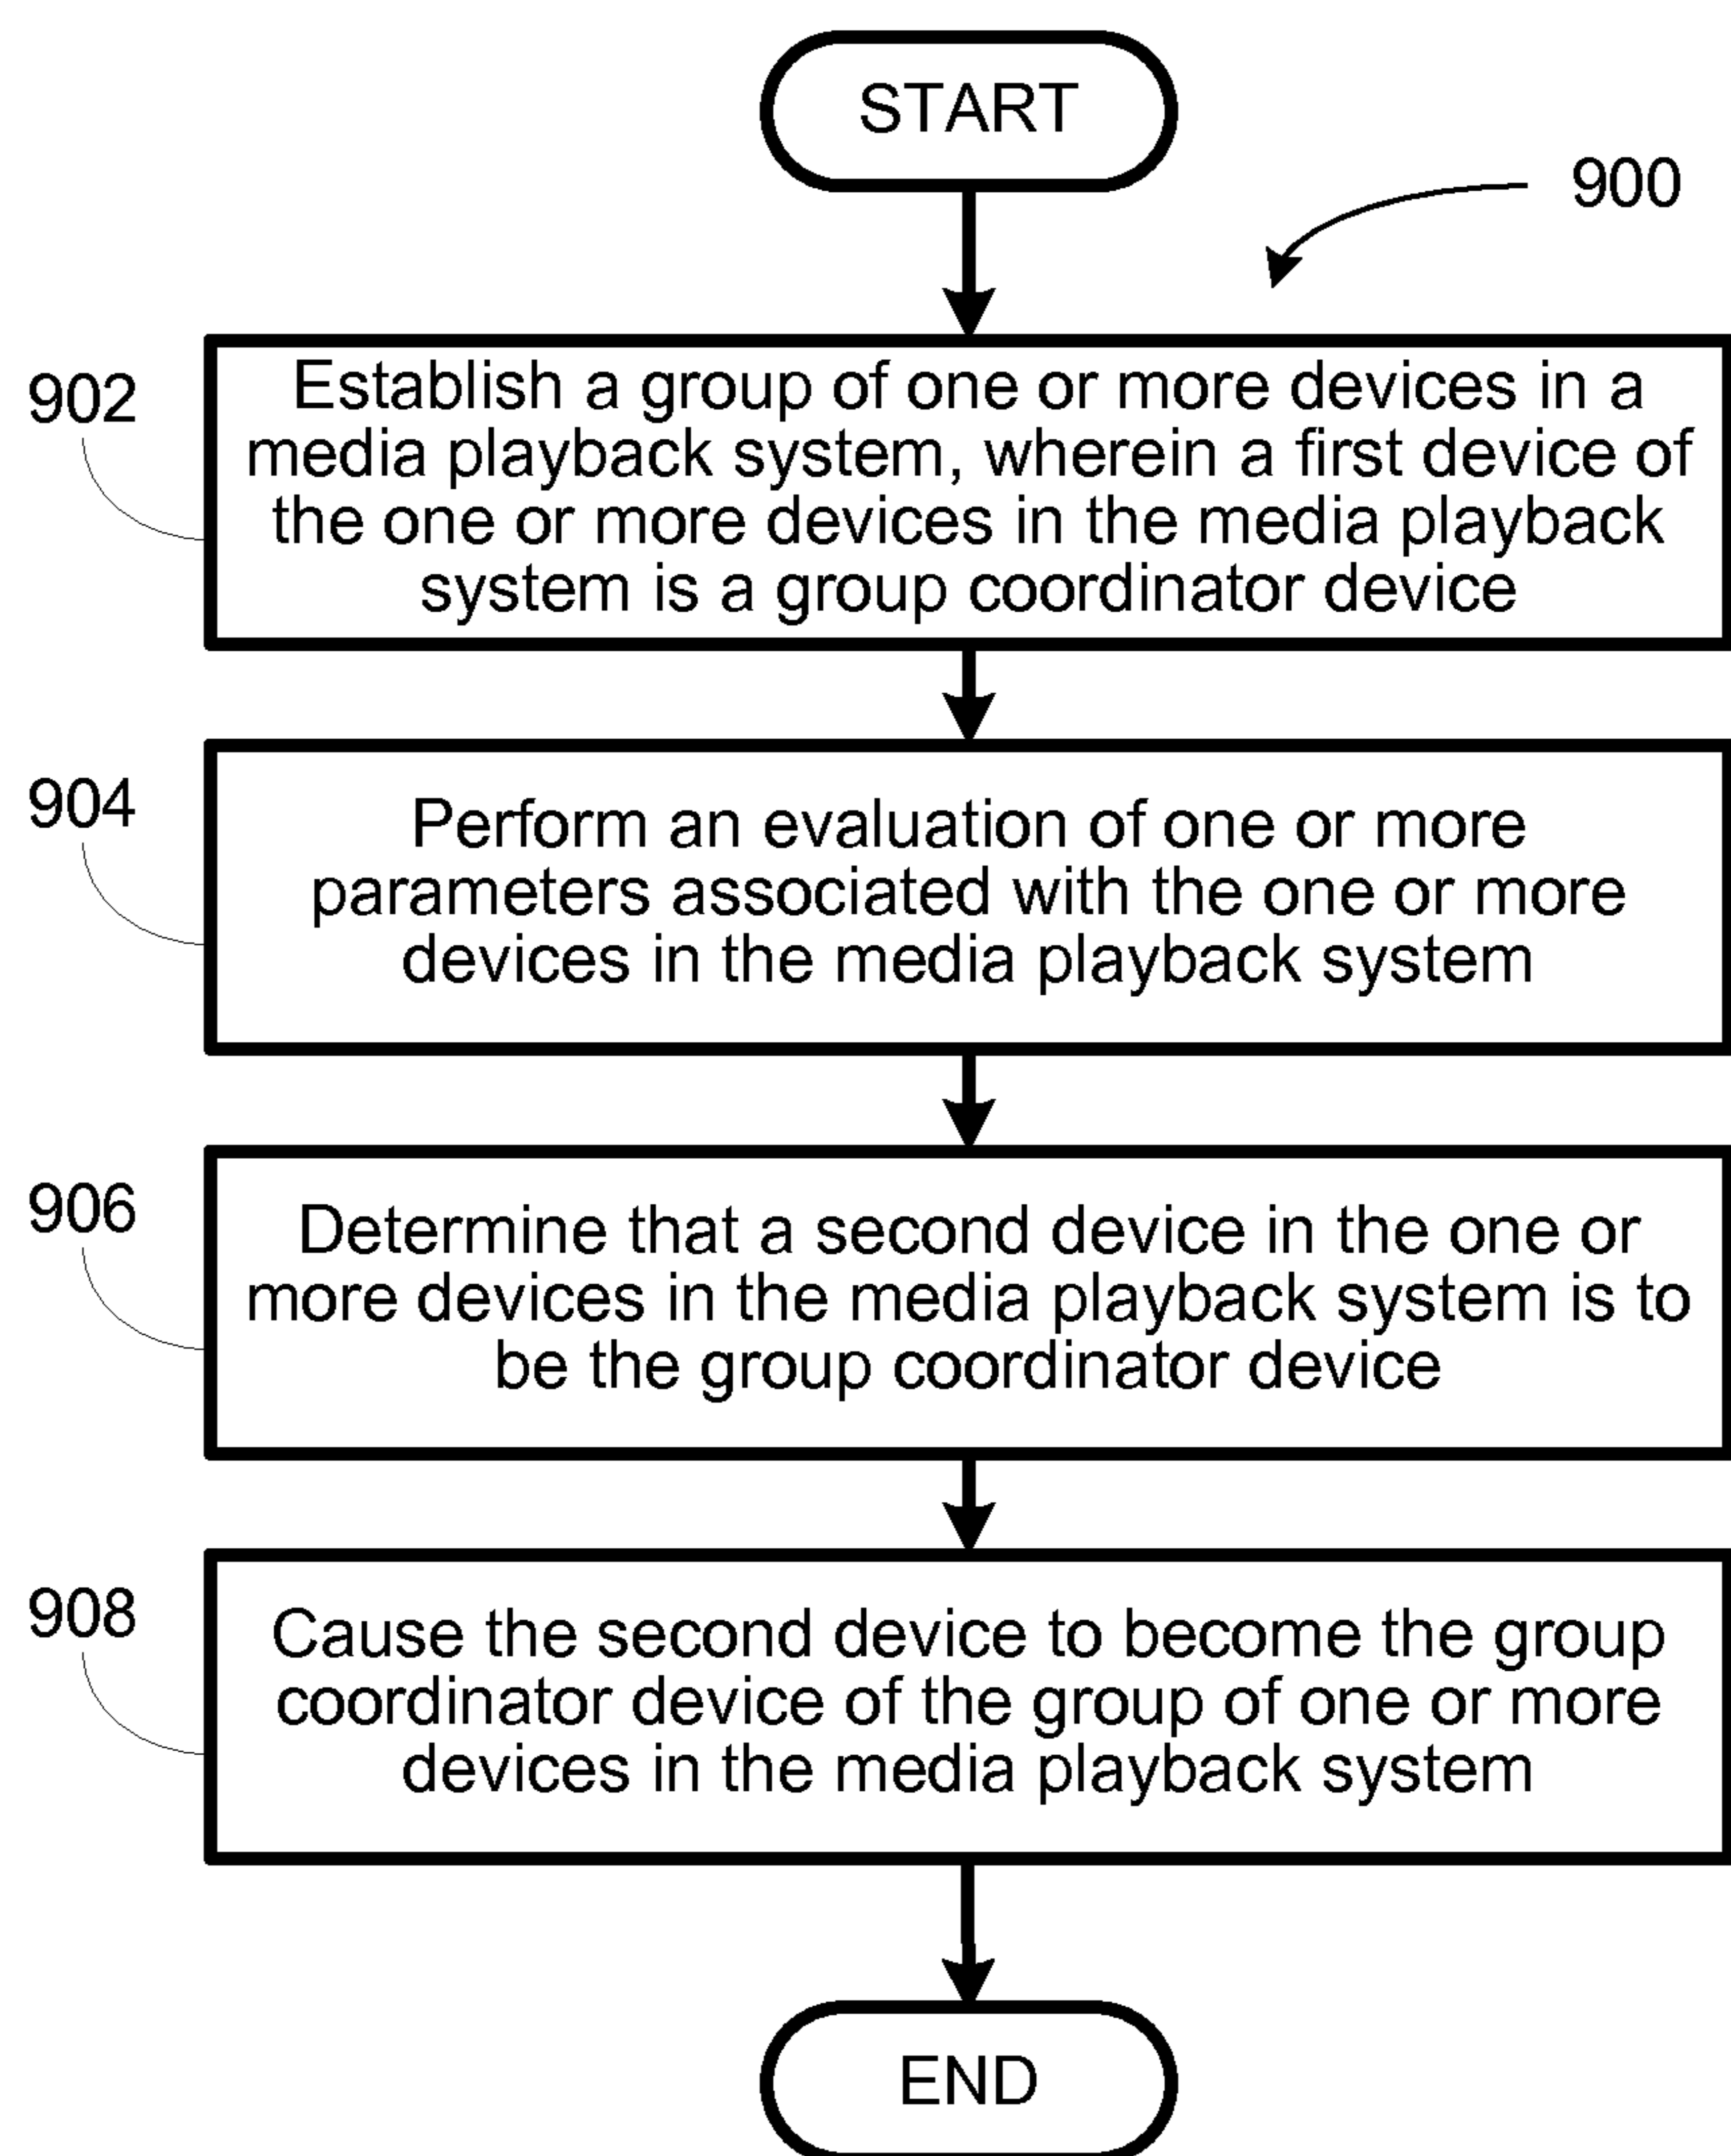 START
900
902
Establish a group of one or more devices in a
media playback system, wherein a first device of
the one or more devices in the media playback
system is a group coordinator device
904
Perform an evaluation of one or more
parameters associated with the one or more
devices in the media playback system
906
Determine that a second device in the one or
more devices in the media playback system is to
be the group coordinator device
908
Cause the second device to become the group
coordinator device of the group of one or more
devices in the media playback system
END